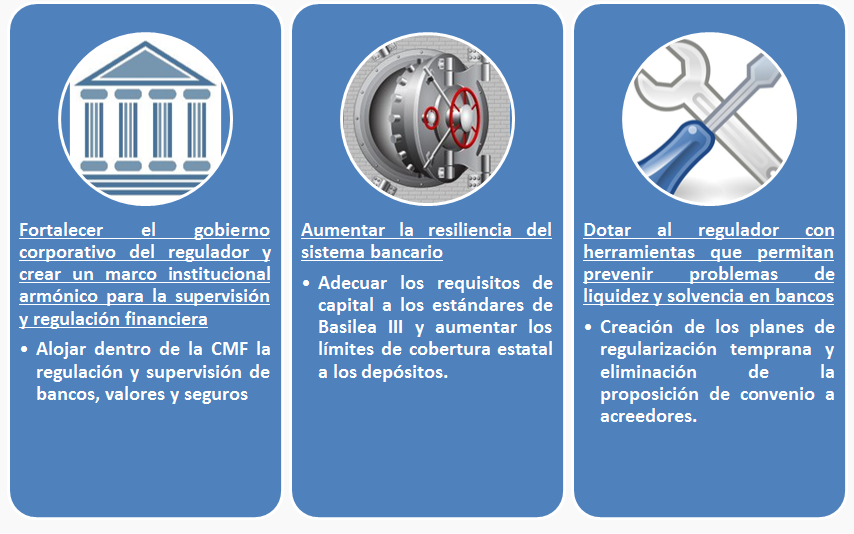 Fortalecer el gobierno
corporativo del regulador y
crear un marco institucional
armónico para la supervisión
y regulación financiera
• Alojar dentro de la CMF la
regulación y supervisión de
bancos, valores y seguros
Aumentar la resiliencia del
sistema bancario
• Adecuar los requisitos de
capital a los estándares de
Basilea III y aumentar los
límites de cobertura estatal
a los depósitos.
Dotar al regulador con
herramientas que permitan
prevenir problemas de
liquidez y solvencia en bancos
• Creación de los planes de
regularización temprana y
eliminación de la
proposición de convenio a
acreedores.